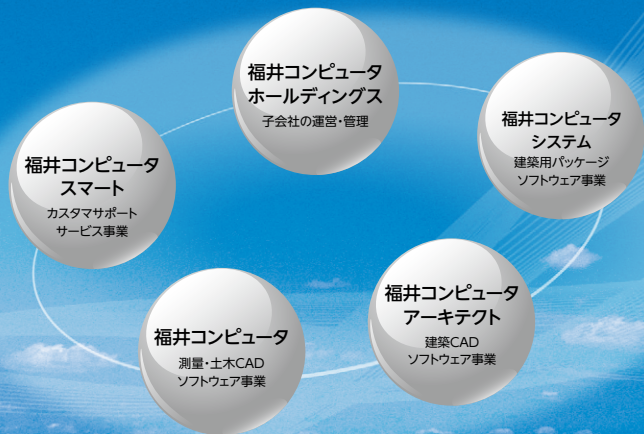 福井コンピュータ
ホールディングス
子会社の運営・管理
福井コンピュータ
システム
建築用パッケージ
ソフトウェア事業
福井コンピュータ
スマート
カスタマサポート
サービス事業
福井コンピュータ
アーキテクト
建築CAD
ソフトウェア事業
福井コンピュータ
測量・土木CAD
ソフトウェア事業